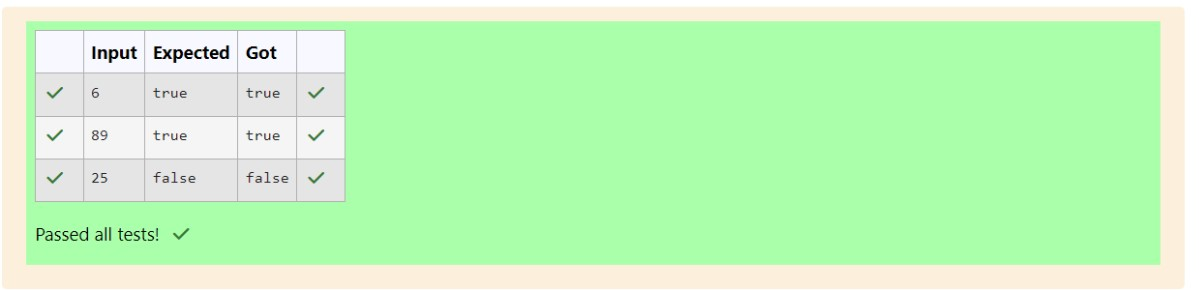 Input Expected Got
6 true true
89 true true
25 false false
Passed all tests!